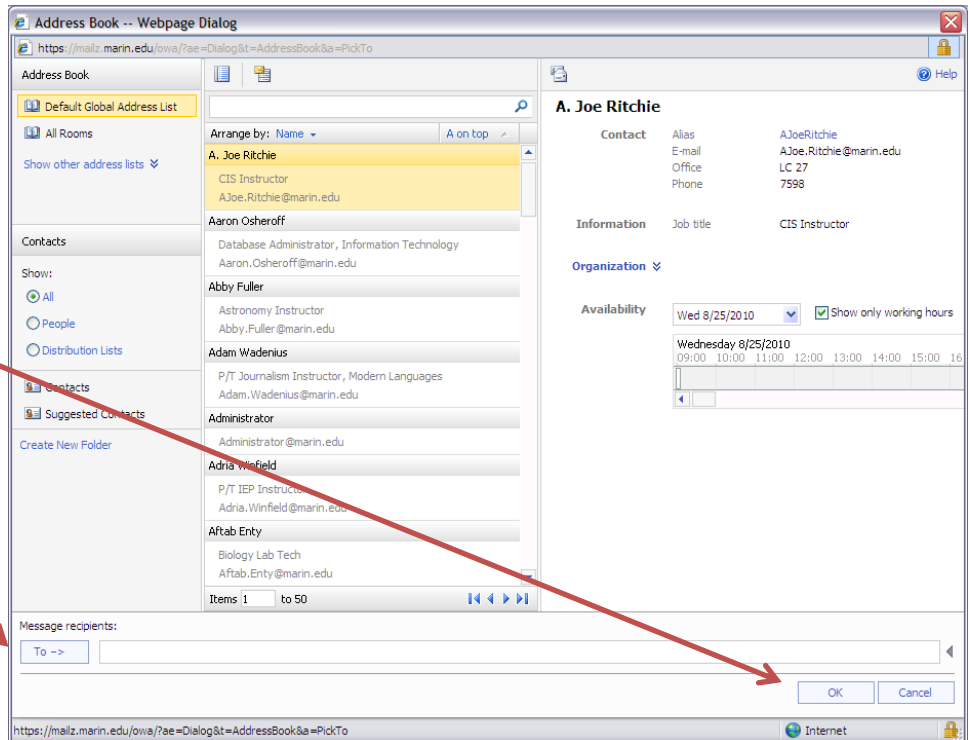 Address Book -- Webpage Dialog
https://mailz.marin.edu/owa/?ae=Dialog&t=AddressBook&a=PickTo
Address Book
Help
Default Global Address List
All Rooms
Show other address lists
Contacts
Show:
All
People
Distribution Lists
Contacts
Suggested Contacts
Create New Folder
Arrange by: Name A on top
A. Joe Ritchie
CIS Instructor
AJoe.Ritchie@marin.edu
Aaron Osheroff
Database Administrator, Information Technology
Aaron.Osheroff@marin.edu
Abby Fuller
Astronomy Instructor
Abby.Fuller@marin.edu
Adam Wadenius
P/T Journalism Instructor, Modern Languages
Adam.Wadenius@marin.edu
Administrator
Administrator@marin.edu
Adria Winfield
P/T IEP Instructor
Adria.Winfield@marin.edu
Aftab Enty
Biology Lab Tech
Aftab.Enty@marin.edu
Items 1 to 50
A. Joe Ritchie
Contact Alias AJoeRitchie
E-mail AJoe.Ritchie@marin.edu
Office LC 27
Phone 7598
Information Job title CIS Instructor
Organization
Availability Wed 8/25/2010 Show only working hours
Wednesday 8/25/2010
09:00 10:00 11:00 12:00 13:00 14:00 15:00 16
Message recipients:
To ->
OK Cancel
https://mailz.marin.edu/owa/?ae=Dialog&t=AddressBook&a=PickTo Internet